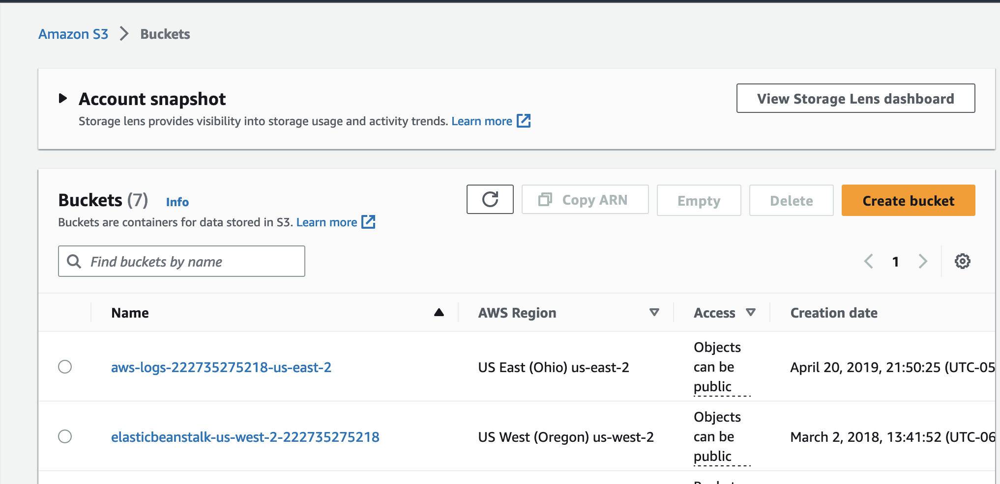 Amazon S3 > Buckets
Account snapshot
View Storage Lens dashboard
Storage lens provides visibility into storage usage and activity trends. Learn more
Buckets (7) Info
Copy ARN Empty Delete Create bucket
Buckets are containers for data stored in S3. Learn more
Find buckets by name
1
Name AWS Region Access Creation date
aws-logs-222735275218-us-east-2 US East (Ohio) us-east-2 Objects can be public April 20, 2019, 21:50:25 (UTC-05
elasticbeanstalk-us-west-2-222735275218 US West (Oregon) us-west-2 Objects can be public March 2, 2018, 13:41:52 (UTC-06